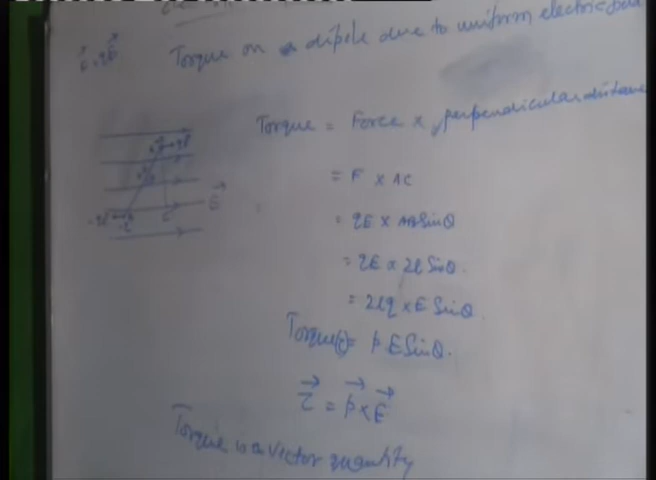 Torque on a dipole due to uniform electric
Torque = Force × perpendicular distance
= F × AC
= qE × AB Sinθ
= qE × 2l Sinθ.
= 2lq × E Sinθ
Torque(τ) = p E Sinθ.
τ⃗ = p⃗ × E⃗
Torque is a vector quantity
E⃗